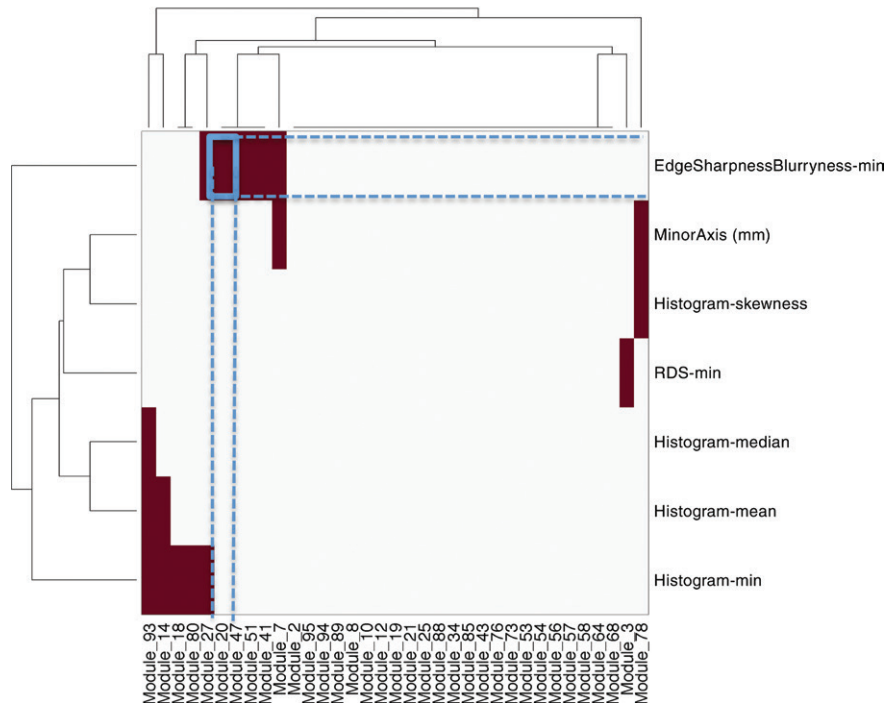 EdgeSharpnessBlurryness-min
MinorAxis (mm)
Histogram-skewness
RDS-min
Histogram-median
Histogram-mean
Histogram-min
Module_93
Module_14
Module_18
Module_80
Module_27
Module_20
Module_47
Module_51
Module_41
Module_7
Module_2
Module_95
Module_94
Module_89
Module_8
Module_10
Module_12
Module_19
Module_21
Module_25
Module_88
Module_34
Module_85
Module_43
Module_76
Module_73
Module_53
Module_54
Module_56
Module_57
Module_58
Module_64
Module_68
Module_3
Module_78